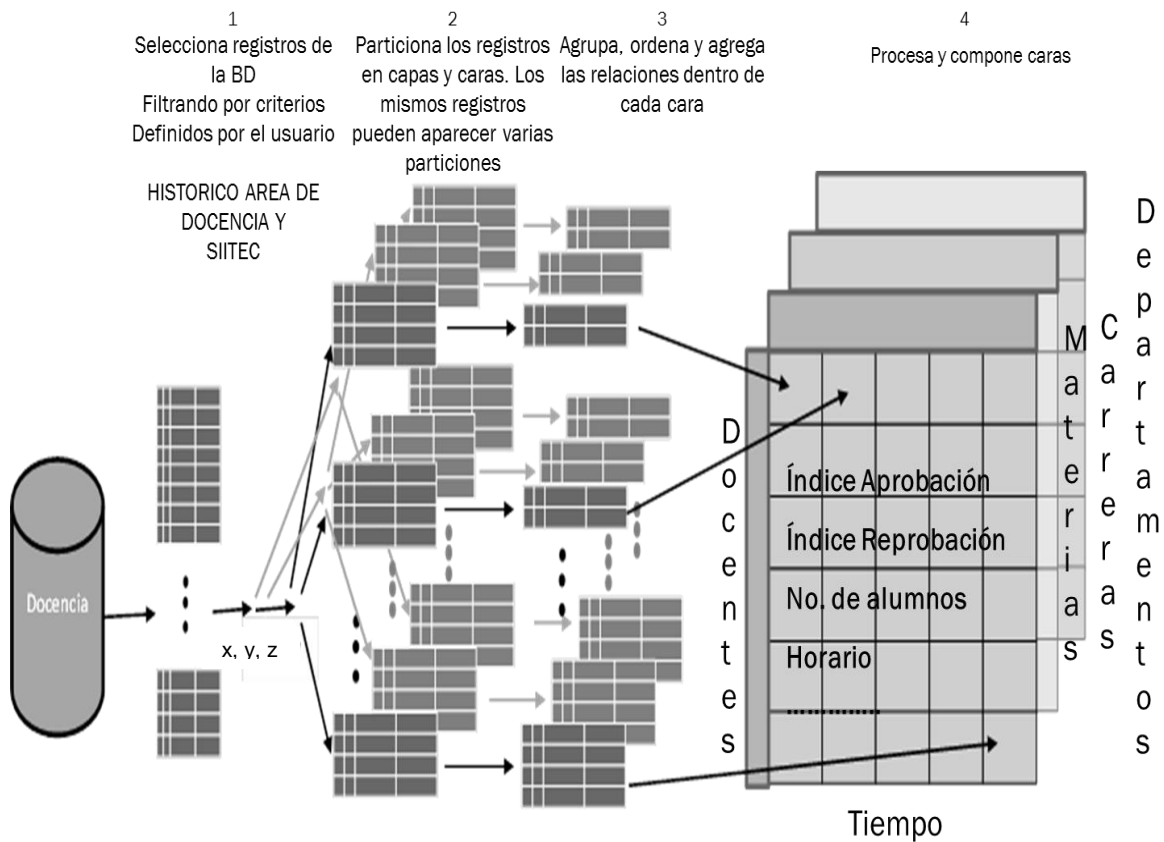 1
Selecciona registros de
la BD
Filtrando por criterios
Definidos por el usuario
HISTORICO AREA DE
DOCENCIA Y
SIITEC
2
Particiona los registros
en capas y caras. Los
mismos registros
pueden aparecer varias
particiones
3
Agrupa, ordena y agrega
las relaciones dentro de
cada cara
4
Procesa y compone caras
Docencia
x, y, z
Docentes
Índice Aprobación
Índice Reprobación
No. de alumnos
Horario
..............
Materias
Carreras
Departamentos
Tiempo